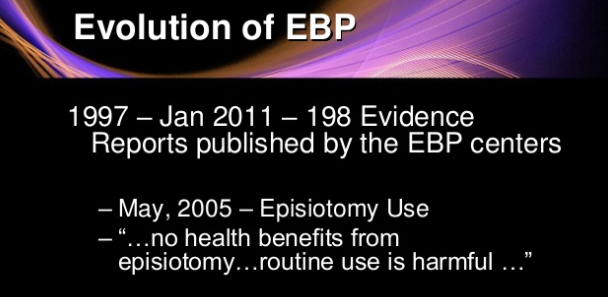 Evolution of EBP
1997 – Jan 2011 – 198 Evidence
Reports published by the EBP centers
– May, 2005 – Episiotomy Use
– “…no health benefits from
episiotomy…routine use is harmful …”